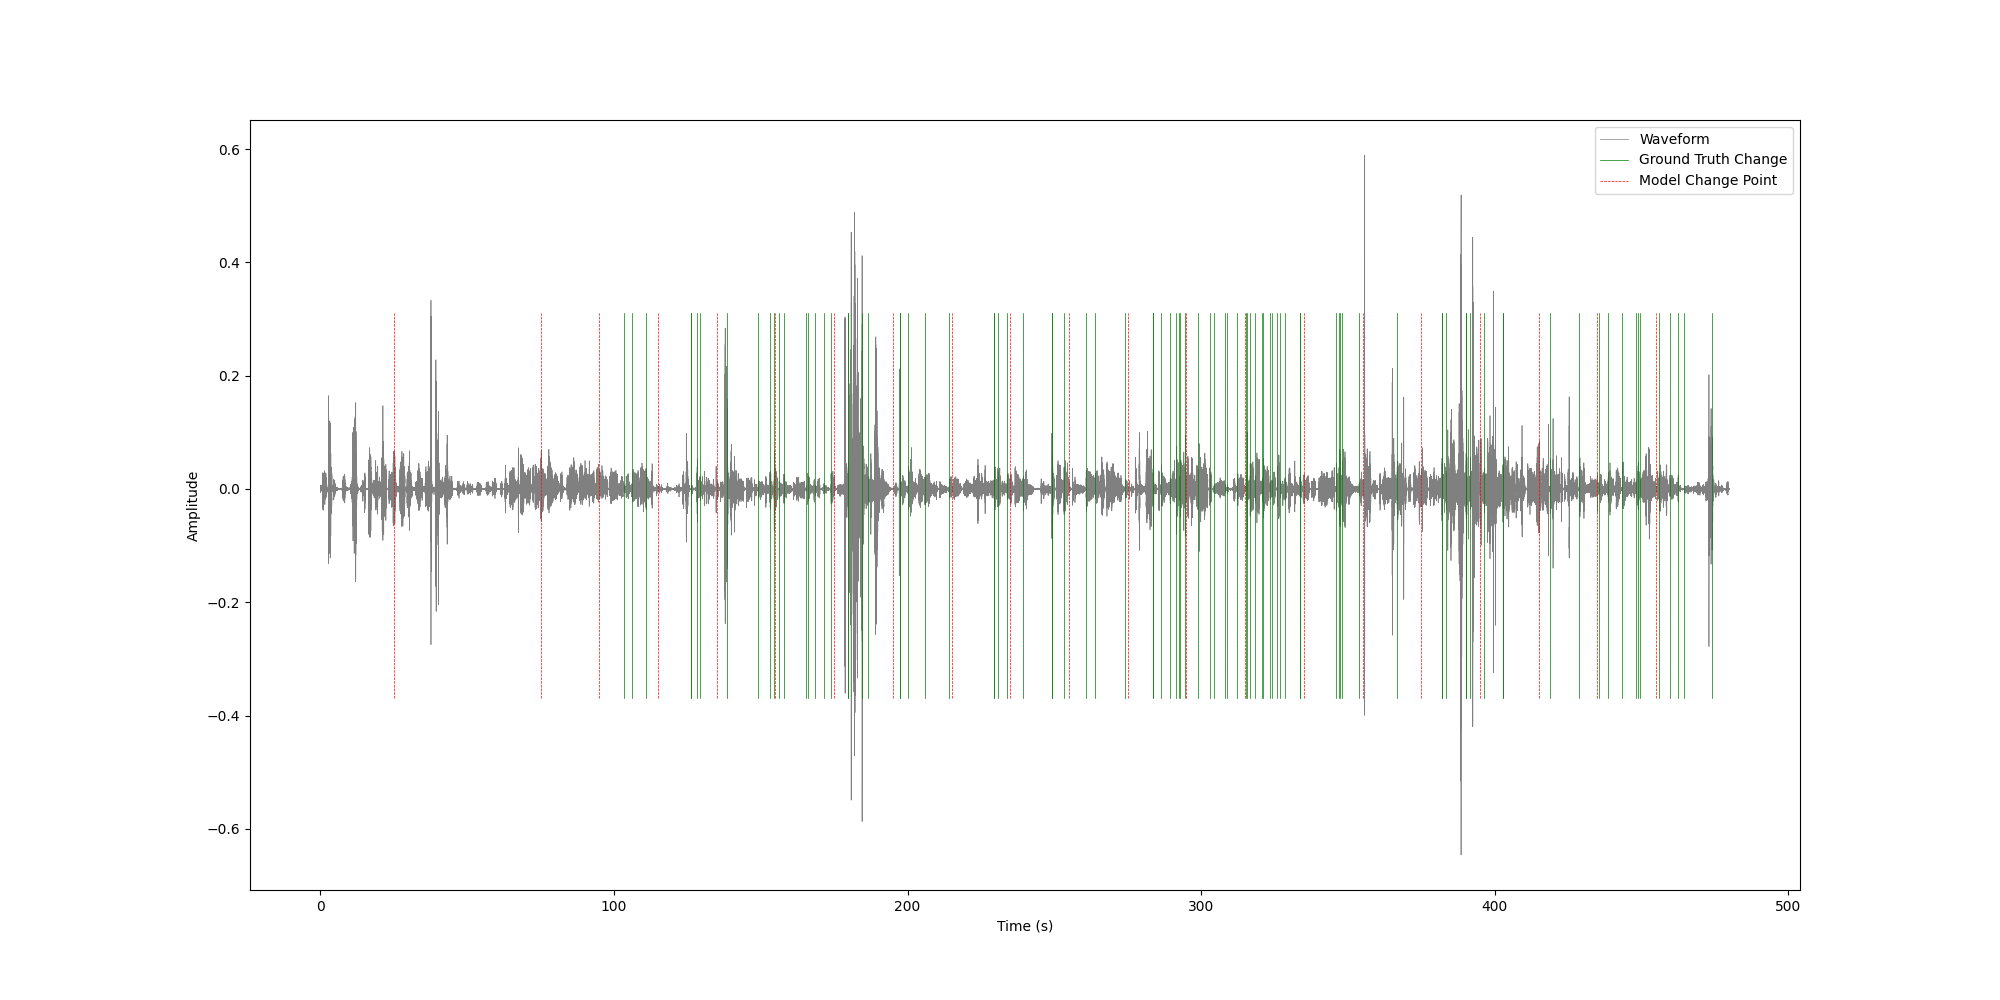 Waveform
Ground Truth Change
Model Change Point
0.6
0.4
0.2
0.0
−0.2
−0.4
−0.6
Amplitude
0 100 200 300 400 500
Time (s)